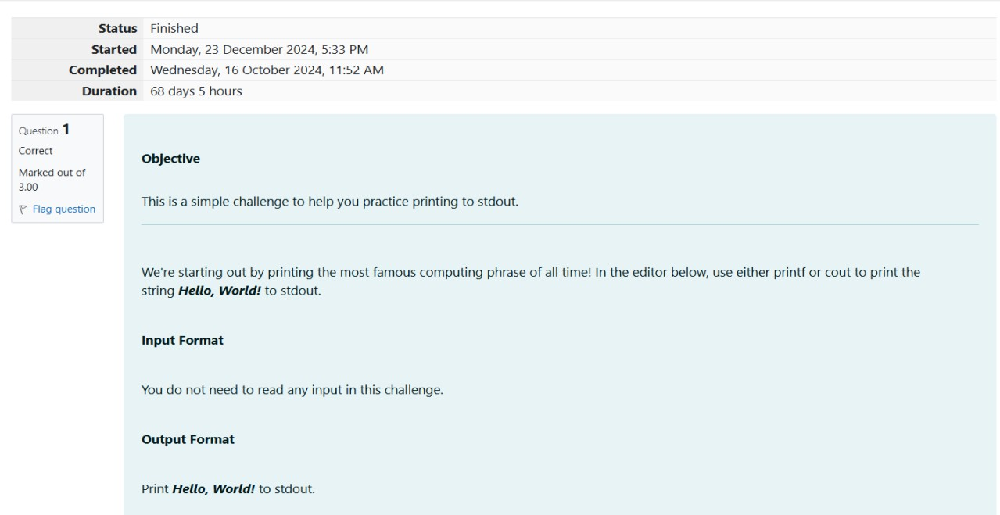 Status Finished
Started Monday, 23 December 2024, 5:33 PM
Completed Wednesday, 16 October 2024, 11:52 AM
Duration 68 days 5 hours
Question 1
Correct
Marked out of
3.00
Flag question
Objective
This is a simple challenge to help you practice printing to stdout.
We're starting out by printing the most famous computing phrase of all time! In the editor below, use either printf or cout to print the
string Hello, World! to stdout.
Input Format
You do not need to read any input in this challenge.
Output Format
Print Hello, World! to stdout.